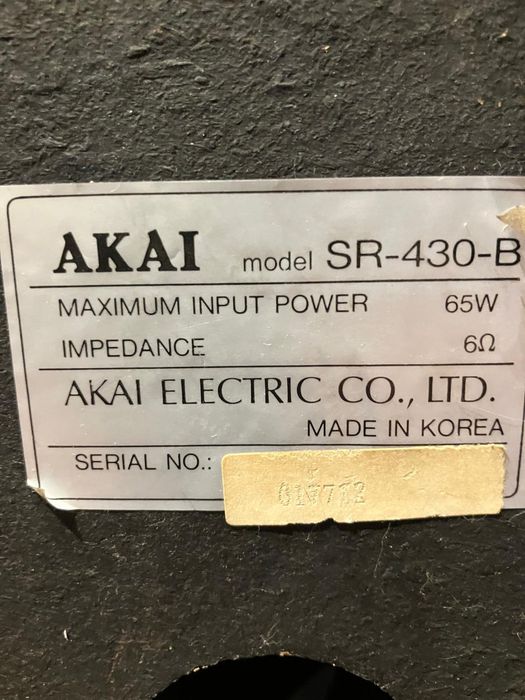 AKAI model SR-430-B
MAXIMUM INPUT POWER 65W
IMPEDANCE 6Ω
AKAI ELECTRIC CO., LTD.
MADE IN KOREA
SERIAL NO.: